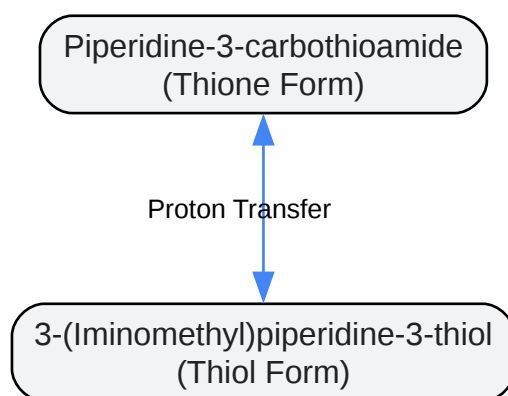 Piperidine-3-carbothioamide
(Thione Form)
Proton Transfer
3-(Iminomethyl)piperidine-3-thiol
(Thiol Form)